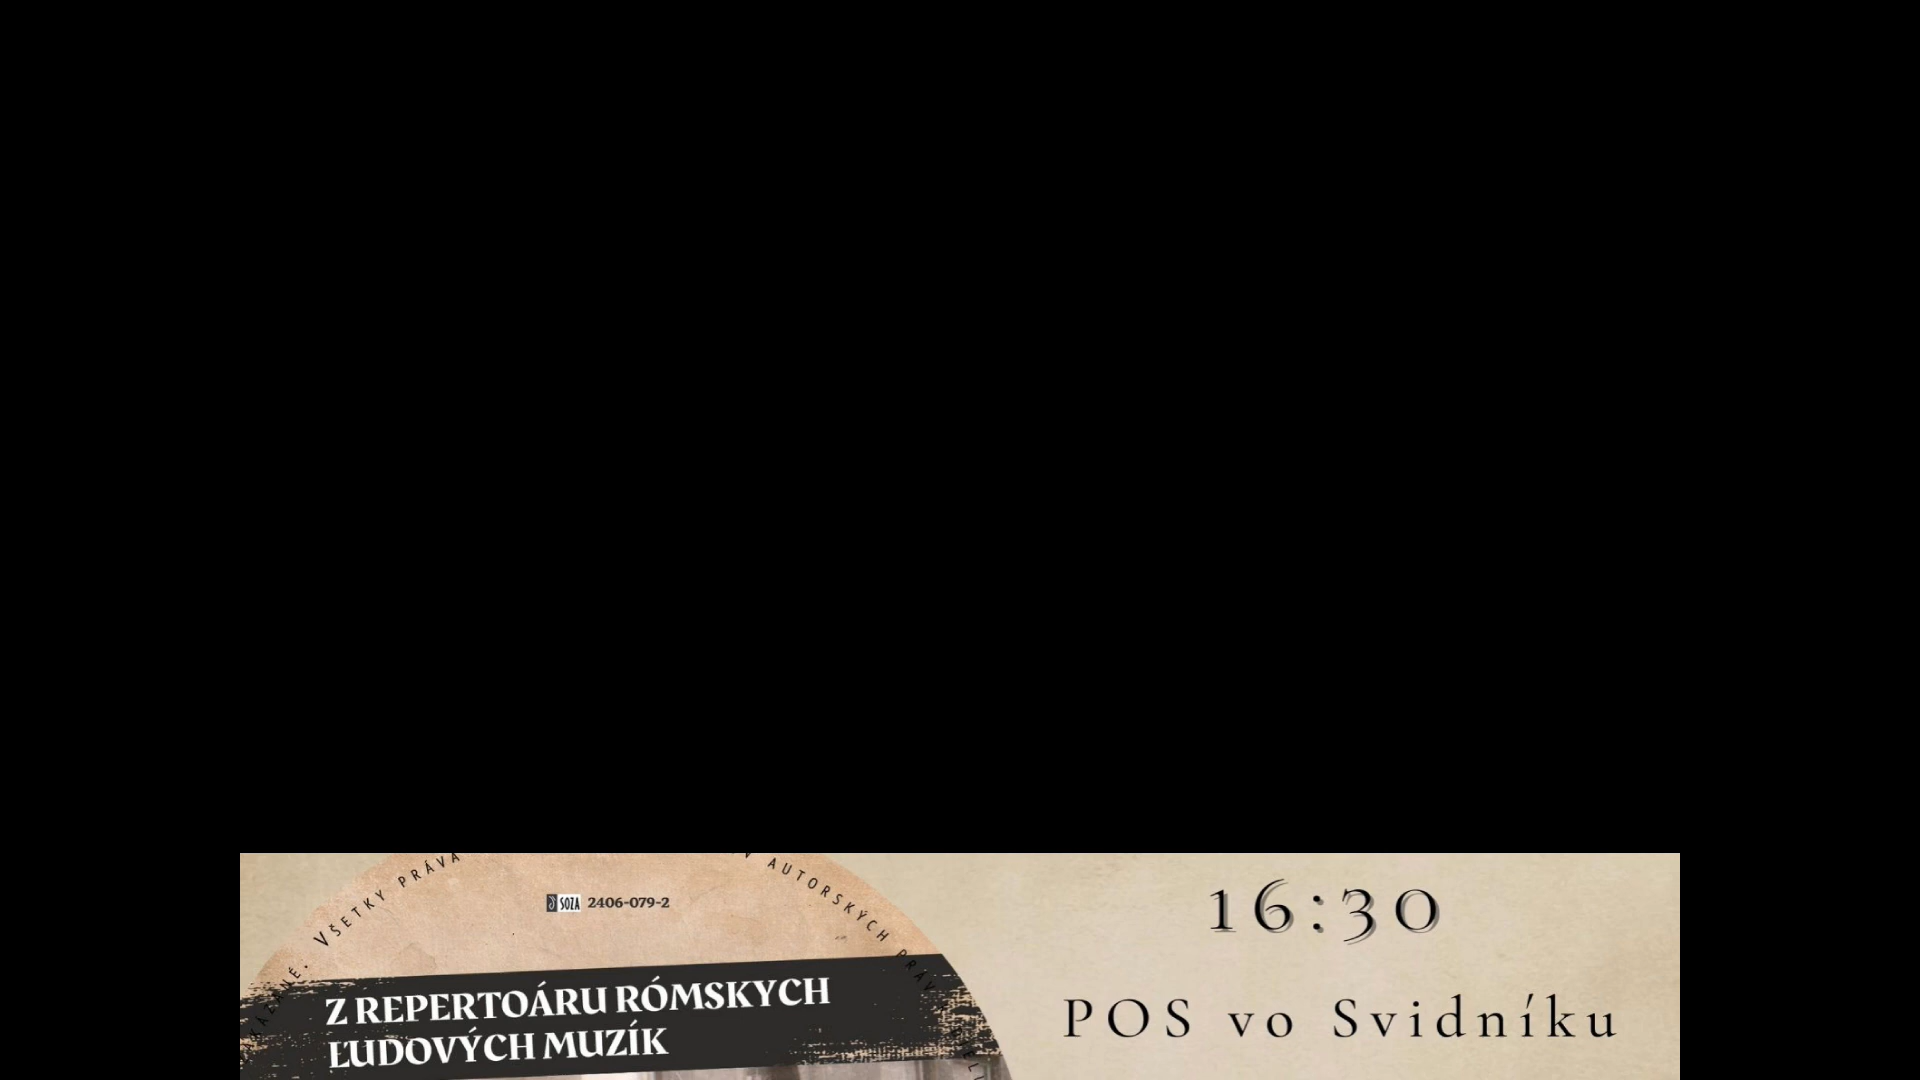 VŠETKY PRÁVA
AUTORSKÝCH PRÁV
SOZA 2406-079-2
Z REPERTOÁRU RÓMSKYCH
ĽUDOVÝCH MUZÍK
16:30
POS vo Svidníku